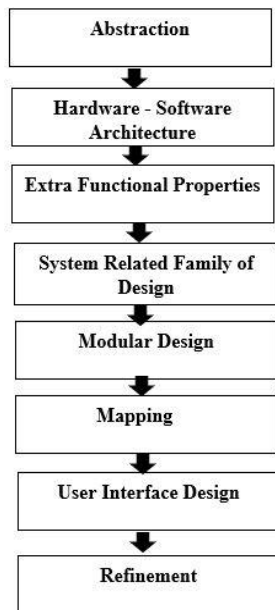 Abstraction
Hardware - Software
Architecture
Extra Functional Properties
System Related Family of
Design
Modular Design
Mapping
User Interface Design
Refinement